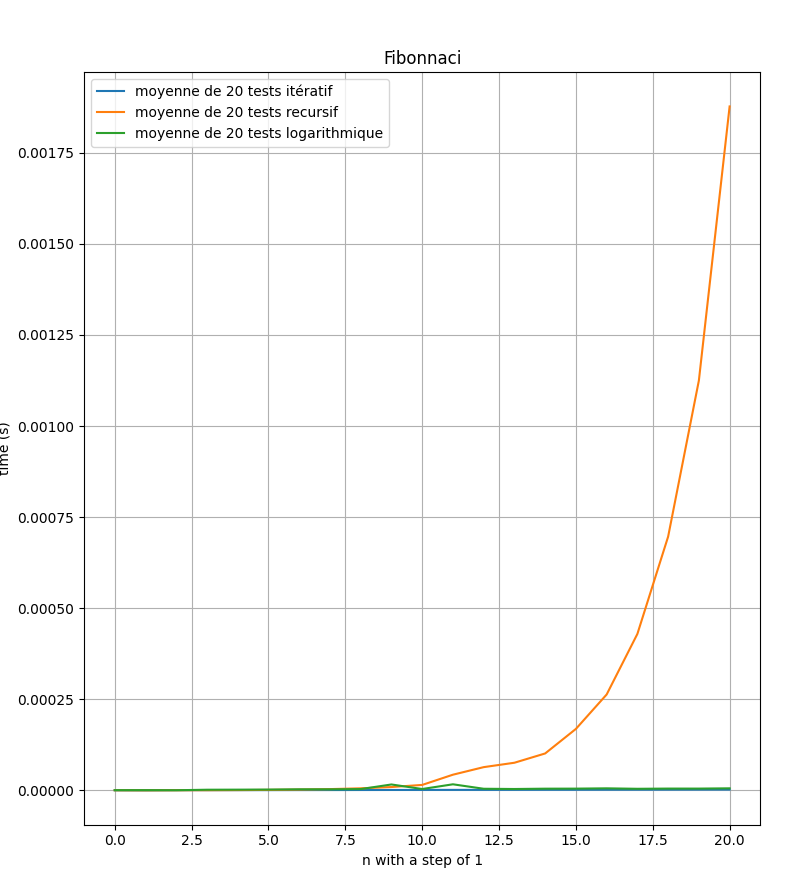 Fibonnaci
moyenne de 20 tests itératif
moyenne de 20 tests recursif
moyenne de 20 tests logarithmique
0.00175
0.00150
0.00125
0.00100
0.00075
0.00050
0.00025
0.00000
time (s)
0.0 2.5 5.0 7.5 10.0 12.5 15.0 17.5 20.0
n with a step of 1